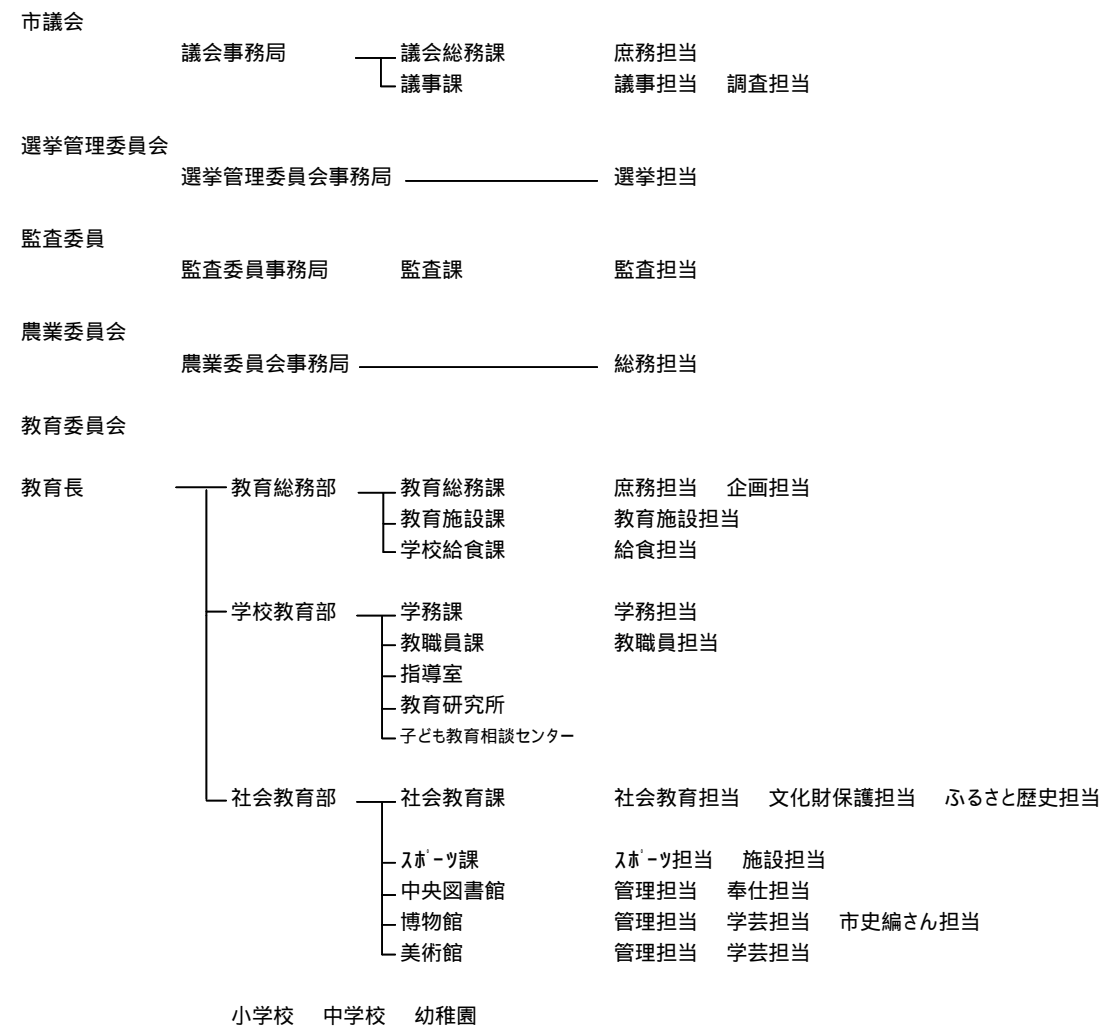 市議会
議会事務局 議会総務課 庶務担当
議事課 議事担当 調査担当
選挙管理委員会
選挙管理委員会事務局 選挙担当
監査委員
監査委員事務局 監査課 監査担当
農業委員会
農業委員会事務局 総務担当
教育委員会
教育長 教育総務部 教育総務課 庶務担当 企画担当
教育施設課 教育施設担当
学校給食課 給食担当
学校教育部 学務課 学務担当
教職員課 教職員担当
指導室
教育研究所
子ども教育相談センター
社会教育部 社会教育課 社会教育担当 文化財保護担当 ふるさと歴史担当
ｽﾎﾟｰﾂ課 ｽﾎﾟｰﾂ担当 施設担当
中央図書館 管理担当 奉仕担当
博物館 管理担当 学芸担当 市史編さん担当
美術館 管理担当 学芸担当
小学校 中学校 幼稚園